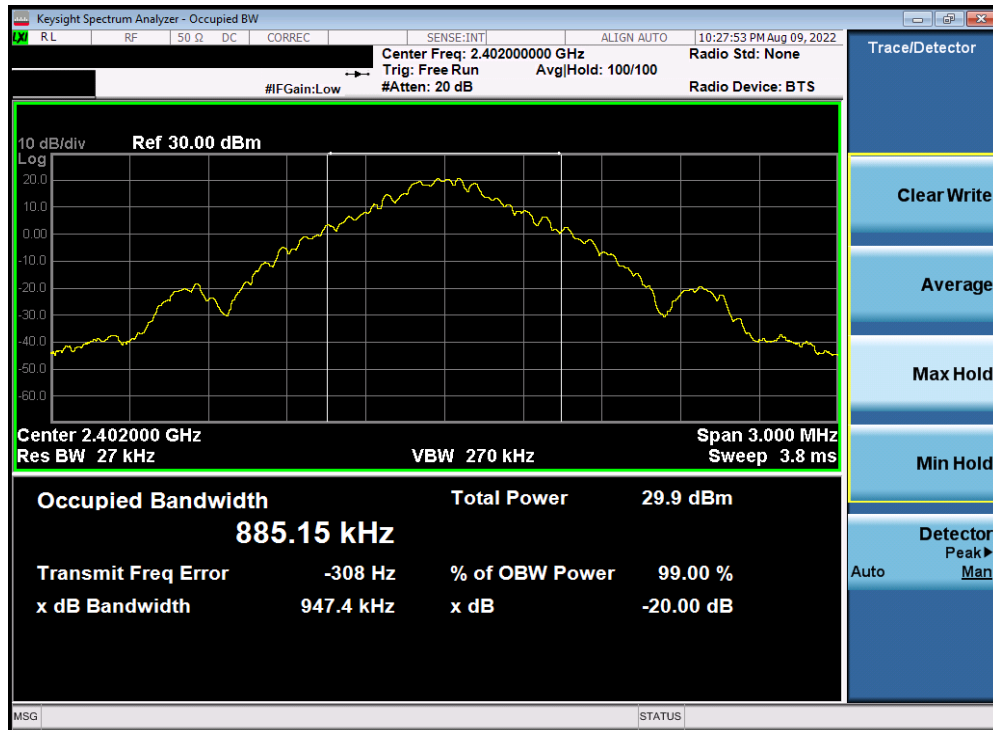 Keysight Spectrum Analyzer - Occupied BW
LXI RL RF 50 Ω DC CORREC SENSE:INT ALIGN AUTO 10:27:53 PM Aug 09, 2022
Center Freq: 2.402000000 GHz Radio Std: None
Trig: Free Run Avg|Hold: 100/100
#IFGain:Low #Atten: 20 dB Radio Device: BTS
10 dB/div Ref 30.00 dBm
Log
20.0
10.0
0.00
-10.0
-20.0
-30.0
-40.0
-50.0
-60.0
Center 2.402000 GHz Span 3.000 MHz
Res BW 27 kHz VBW 270 kHz Sweep 3.8 ms
Occupied Bandwidth Total Power 29.9 dBm
885.15 kHz
Transmit Freq Error -308 Hz % of OBW Power 99.00 %
x dB Bandwidth 947.4 kHz x dB -20.00 dB
MSG STATUS
Trace/Detector
Clear Write
Average
Max Hold
Min Hold
Detector
Peak▶
Auto Man